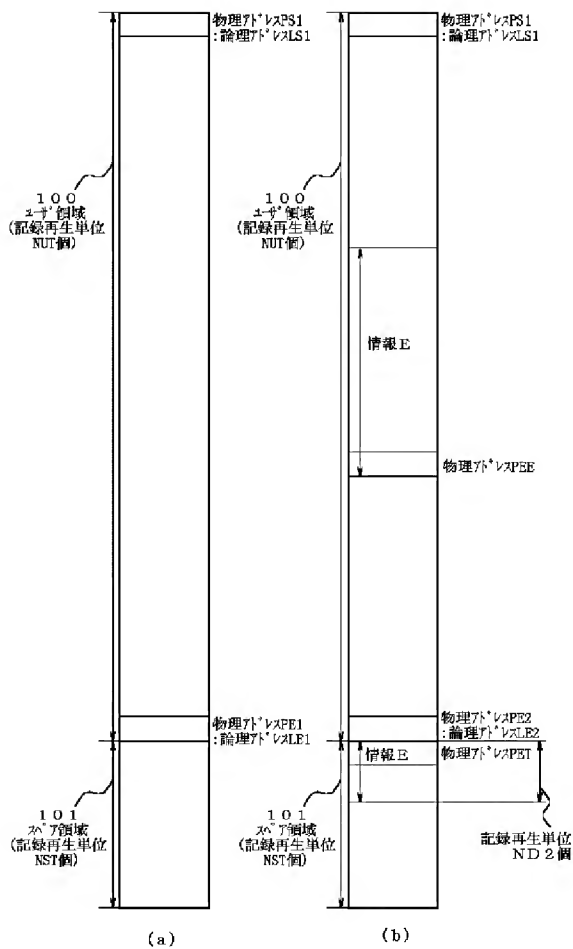 物理アドレスPS1
:論理アドレスLS1
100
ユーザ領域
(記録再生単位
NUT個)
物理アドレスPE1
:論理アドレスLE1
101
スペア領域
(記録再生単位
NST個)
(a)
物理アドレスPS1
:論理アドレスLS1
100
ユーザ領域
(記録再生単位
NUT個)
情報E
物理アドレスPEE
物理アドレスPE2
:論理アドレスLE2
情報E
物理アドレスPET
101
スペア領域
(記録再生単位
NST個)
記録再生単位
ND2個
(b)